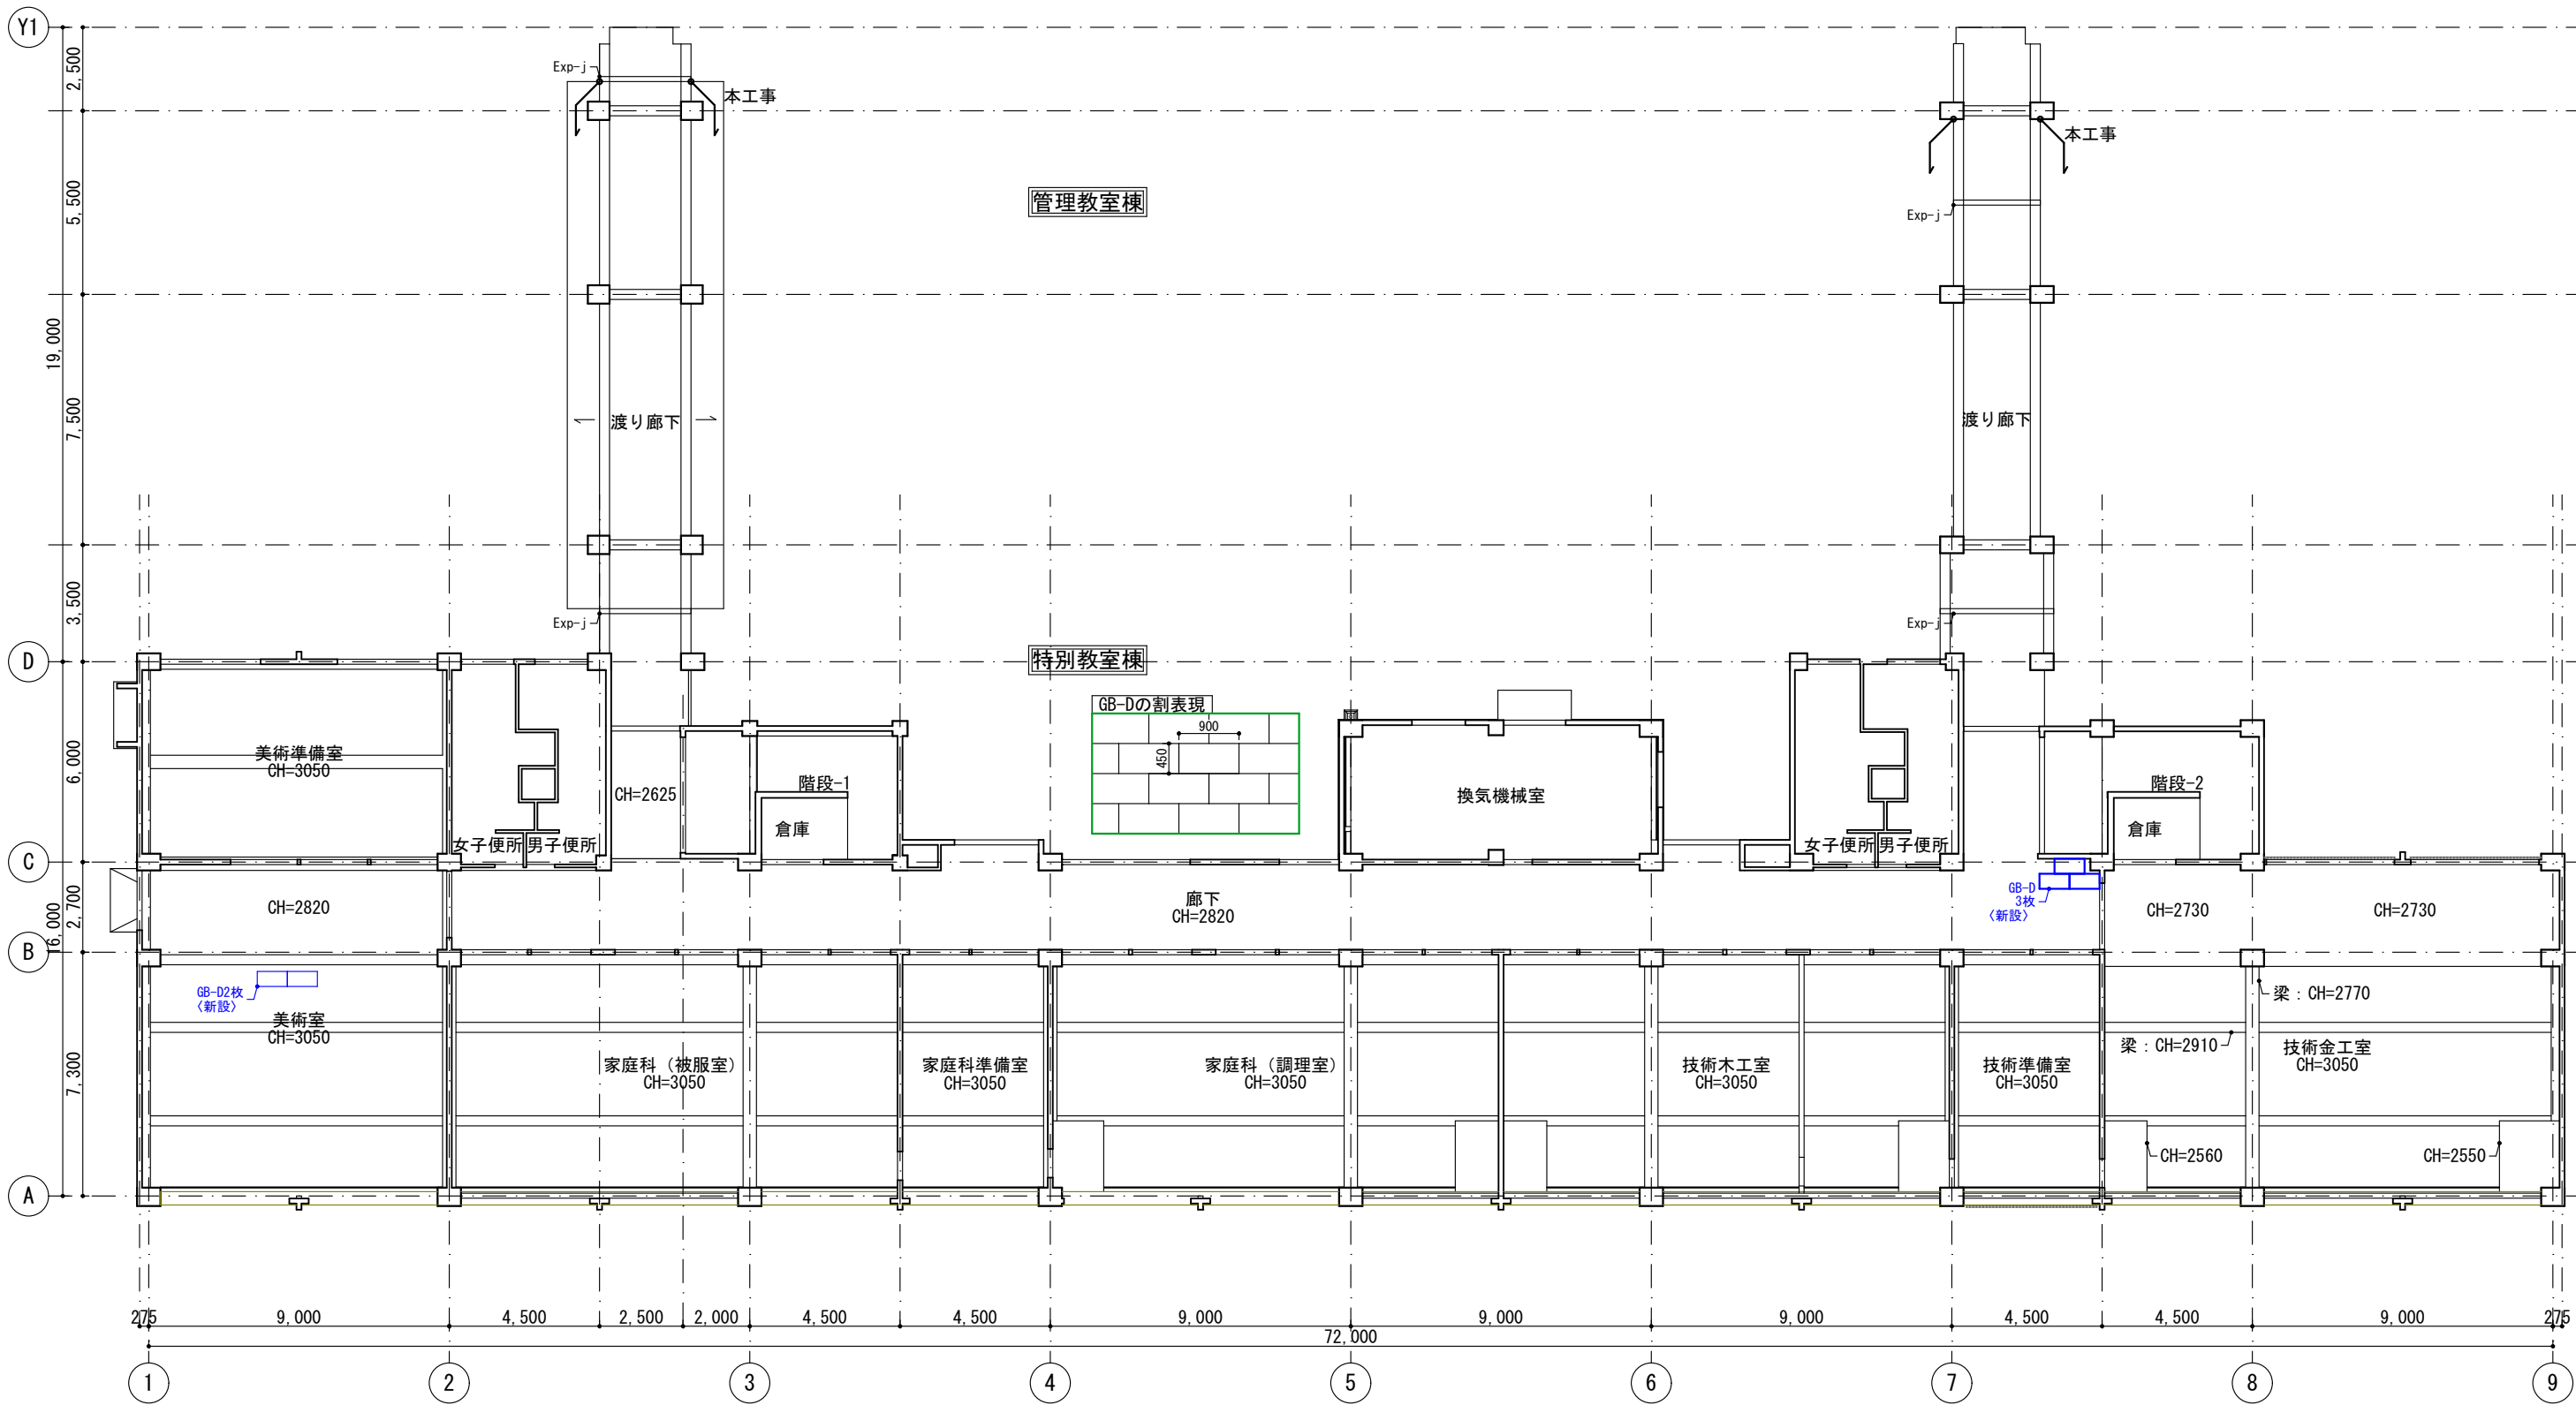 Y1
2,500
Exp-j
本工事
本工事
5,500
管理教室棟
Exp-j
19,000
7,500
渡り廊下
渡り廊下
3,500
Exp-j
Exp-j
D
特別教室棟
GB-Dの割表現
900
450
6,000
美術準備室
CH=3050
CH=2625
階段-1
倉庫
換気機械室
階段-2
倉庫
女子便所
男子便所
女子便所
男子便所
C
2,700
6,000
CH=2820
廊下
CH=2820
GB-D
3枚
〈新設〉
CH=2730
CH=2730
B
GB-D2枚
〈新設〉
梁：CH=2770
美術室
CH=3050
7,300
家庭科（被服室）
CH=3050
家庭科準備室
CH=3050
家庭科（調理室）
CH=3050
技術木工室
CH=3050
技術準備室
CH=3050
梁：CH=2910
技術金工室
CH=3050
CH=2560
CH=2550
A
275
9,000
4,500
2,500
2,000
4,500
4,500
9,000
9,000
9,000
4,500
4,500
9,000
275
72,000
1
2
3
4
5
6
7
8
9